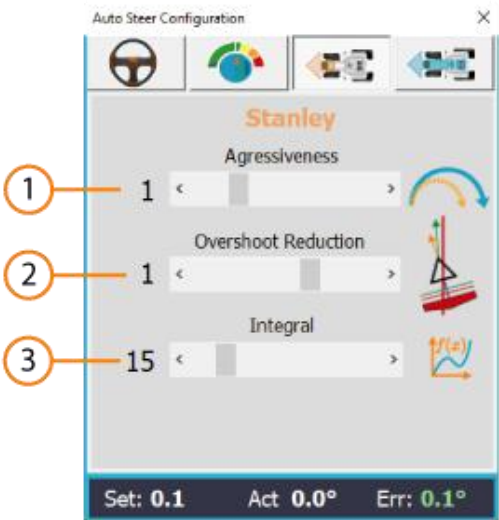 Auto Steer Configuration
Stanley
Agressiveness
1 1
Overshoot Reduction
2 1
Integral
3 15
f(x)
Set: 0.1 Act 0.0° Err: 0.1°